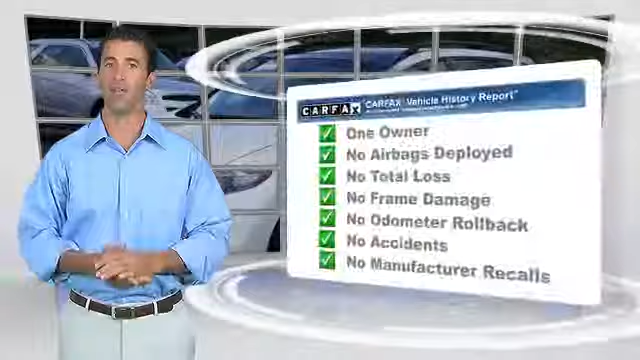 CARFAX CARFAX Vehicle History Report™
One Owner
No Airbags Deployed
No Total Loss
No Frame Damage
No Odometer Rollback
No Accidents
No Manufacturer Recalls